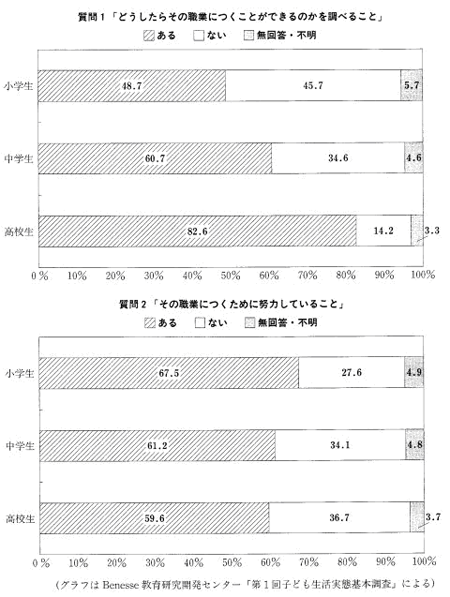 質問1「どうしたらその職業につくことができるのかを調べること」
ある ない 無回答・不明
小学生 48.7 45.7 5.7
中学生 60.7 34.6 4.6
高校生 82.6 14.2 3.3
0% 10% 20% 30% 40% 50% 60% 70% 80% 90% 100%
質問2「その職業につくために努力していること」
ある ない 無回答・不明
小学生 67.5 27.6 4.9
中学生 61.2 34.1 4.8
高校生 59.6 36.7 3.7
0% 10% 20% 30% 40% 50% 60% 70% 80% 90% 100%
(グラフは Benesse 教育研究開発センター「第1回子ども生活実態基本調査」による)